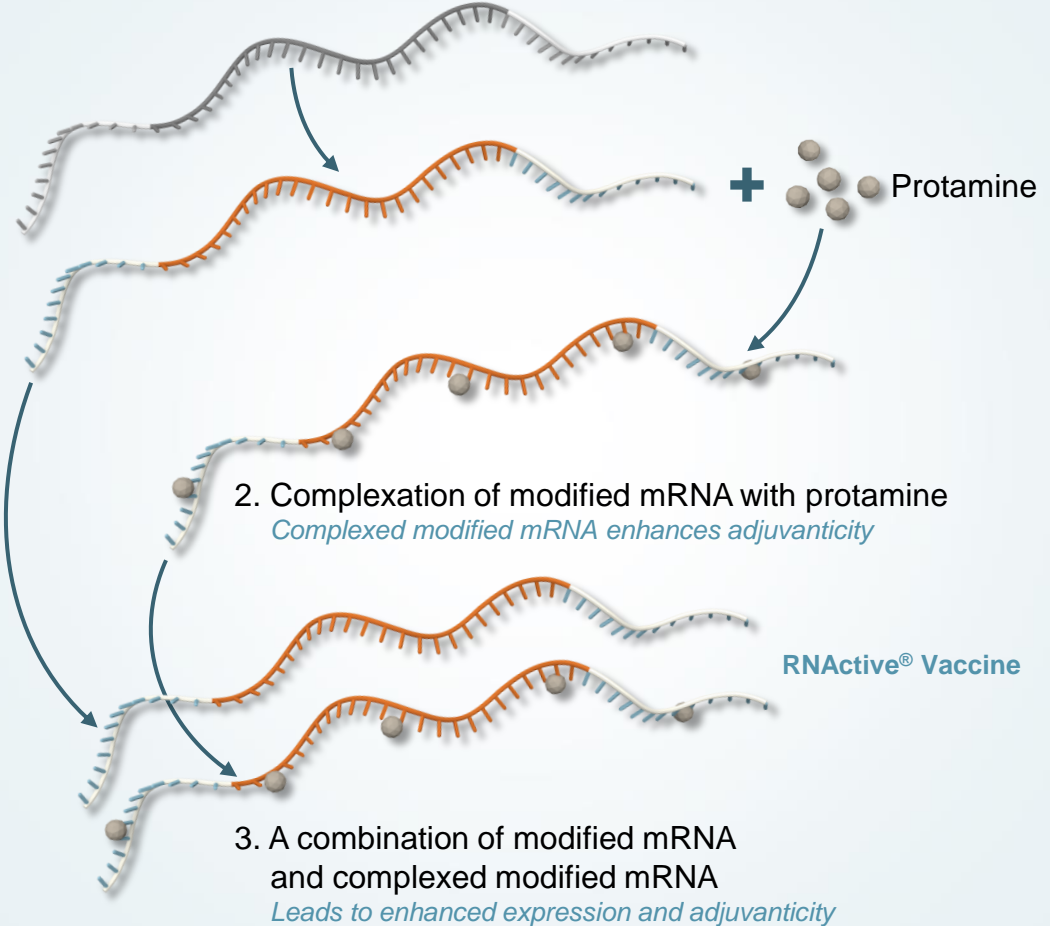 Protamine
2. Complexation of modified mRNA with protamine
Complexed modified mRNA enhances adjuvanticity
RNActive® Vaccine
3. A combination of modified mRNA
and complexed modified mRNA
Leads to enhanced expression and adjuvanticity